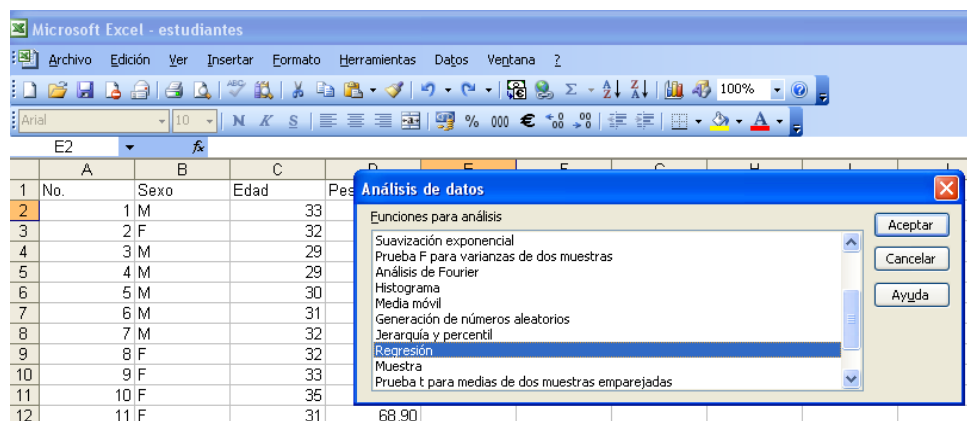 Microsoft Excel - estudiantes
Archivo Edición Ver Insertar Formato Herramientas Datos Ventana ?
ABC Σ 100%
Arial 10 N K S % 000 € A
E2 fx
A B C
1 No. Sexo Edad Pes
2 1 M 33
3 2 F 32
4 3 M 29
5 4 M 29
6 5 M 30
7 6 M 31
8 7 M 32
9 8 F 32
10 9 F 33
11 10 F 35
12 11 F 31 68.90
Análisis de datos
Funciones para análisis
Suavización exponencial
Prueba F para varianzas de dos muestras
Análisis de Fourier
Histograma
Media móvil
Generación de números aleatorios
Jerarquía y percentil
Regresión
Muestra
Prueba t para medias de dos muestras emparejadas
Aceptar
Cancelar
Ayuda